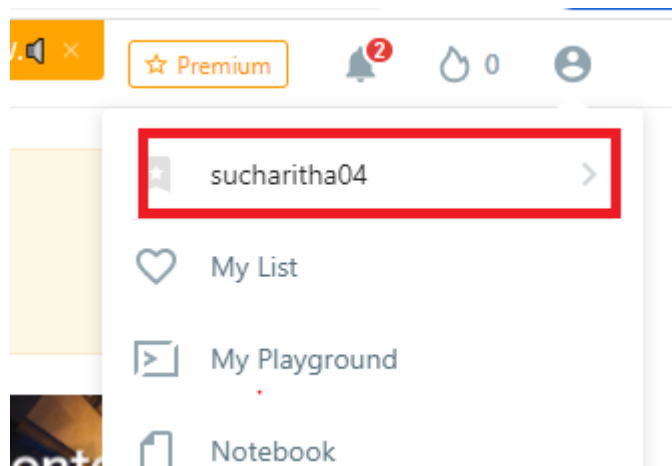 Premium
2
0
sucharitha04
My List
My Playground
Notebook